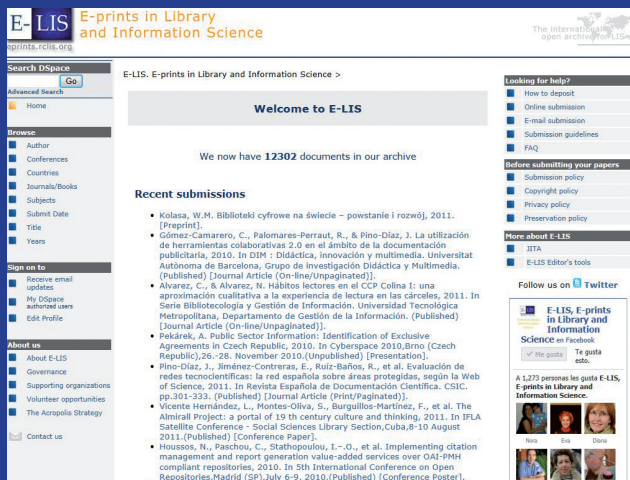 E-LIS
E-prints in Library
and Information Science
eprints.rclis.org
The international
open archive for LIS
Search DSpace
Go
Advanced Search
Home
Browse
Author
Conferences
Countries
Journals/Books
Subjects
Submit Date
Title
Years
Sign on to
Receive email
updates
My DSpace
authorized users
Edit Profile
About us
About E-LIS
Governance
Supporting organizations
Volunteer opportunities
The Acropolis Strategy
Contact us
E-LIS. E-prints in Library and Information Science >
Welcome to E-LIS
We now have 12302 documents in our archive
Recent submissions
Kolasa, W.M. Biblioteki cyfrowe na świecie – powstanie i rozwój, 2011.
[Preprint].
Gómez-Camarero, C., Palomares-Perraut, R., & Pino-Díaz, J. La utilización
de herramientas colaborativas 2.0 en el ámbito de la documentación
publicitaria, 2010. In DIM : Didáctica, innovación y multimedia. Universitat
Autònoma de Barcelona, Grupo de investigación Didáctica y Multimedia.
(Published) [Journal Article (On-line/Unpaginated)].
Alvarez, C., & Alvarez, N. Hábitos lectores en el CCP Colina I: una
aproximación cualitativa a la experiencia de lectura en las cárceles, 2011. In
Serie Bibliotecología y Gestión de Información. Universidad Tecnológica
Metropolitana, Departamento de Gestión de la Información. (Published)
[Journal Article (On-line/Unpaginated)].
Pekárek, A. Public Sector Information: Identification of Exclusive
Agreements in Czech Republic, 2010. In Cyberspace 2010,Brno (Czech
Republic),26.-28. November 2010.(Unpublished) [Presentation].
Pino-Díaz, J., Jiménez-Contreras, E., Ruíz-Baños, R., et al. Evaluación de
redes tecnocientíficas: la red española sobre áreas protegidas, según la Web
of Science, 2011. In Revista Española de Documentación Científica. CSIC.
pp.301-333. (Published) [Journal Article (Print/Paginated)].
Vicente Hernández, L., Montes-Oliva, S., Burguillos-Martínez, F., et al. The
Almirall Project: a portal of 19 th century culture and thinking, 2011. In IFLA
Satellite Conference - Social Sciences Library Section,Cuba,8-10 August
2011.(Published) [Conference Paper].
Houssos, N., Paschou, C., Stathopoulou, I.-.O., et al. Implementing citation
management and report generation value-added services over OAI-PMH
compliant repositories, 2010. In 5th International Conference on Open
Repositories,Madrid (SP),July 6-9, 2010.(Published) [Conference Poster].
Looking for help?
How to deposit
Online submission
E-mail submission
Submission guidelines
FAQ
Before submitting your papers
Submission policy
Copyright policy
Privacy policy
Preservation policy
More about E-LIS
JITA
E-LIS Editor's tools
Follow us on Twitter
E-LIS, E-prints
in Library and
Information
Science en Facebook
Me gusta
Te gusta
esto.
A 1,273 personas les gusta E-LIS,
E-prints in Library and
Information Science.
Nora Eva Diana